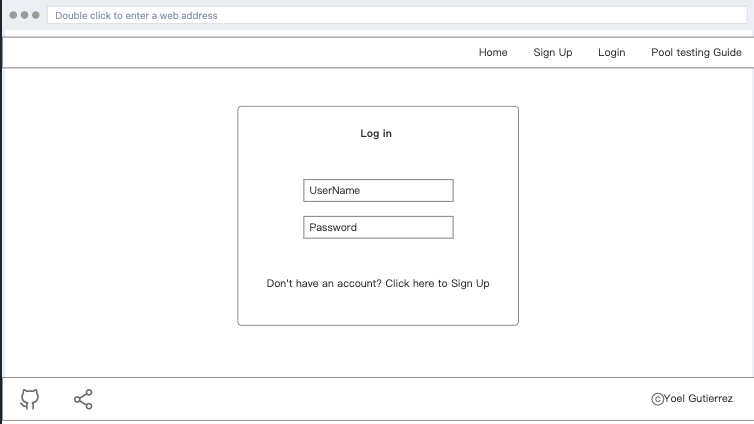 Double click to enter a web address
Home Sign Up Login Pool testing Guide
Log in
UserName
Password
Don't have an account? Click here to Sign Up
©Yoel Gutierrez